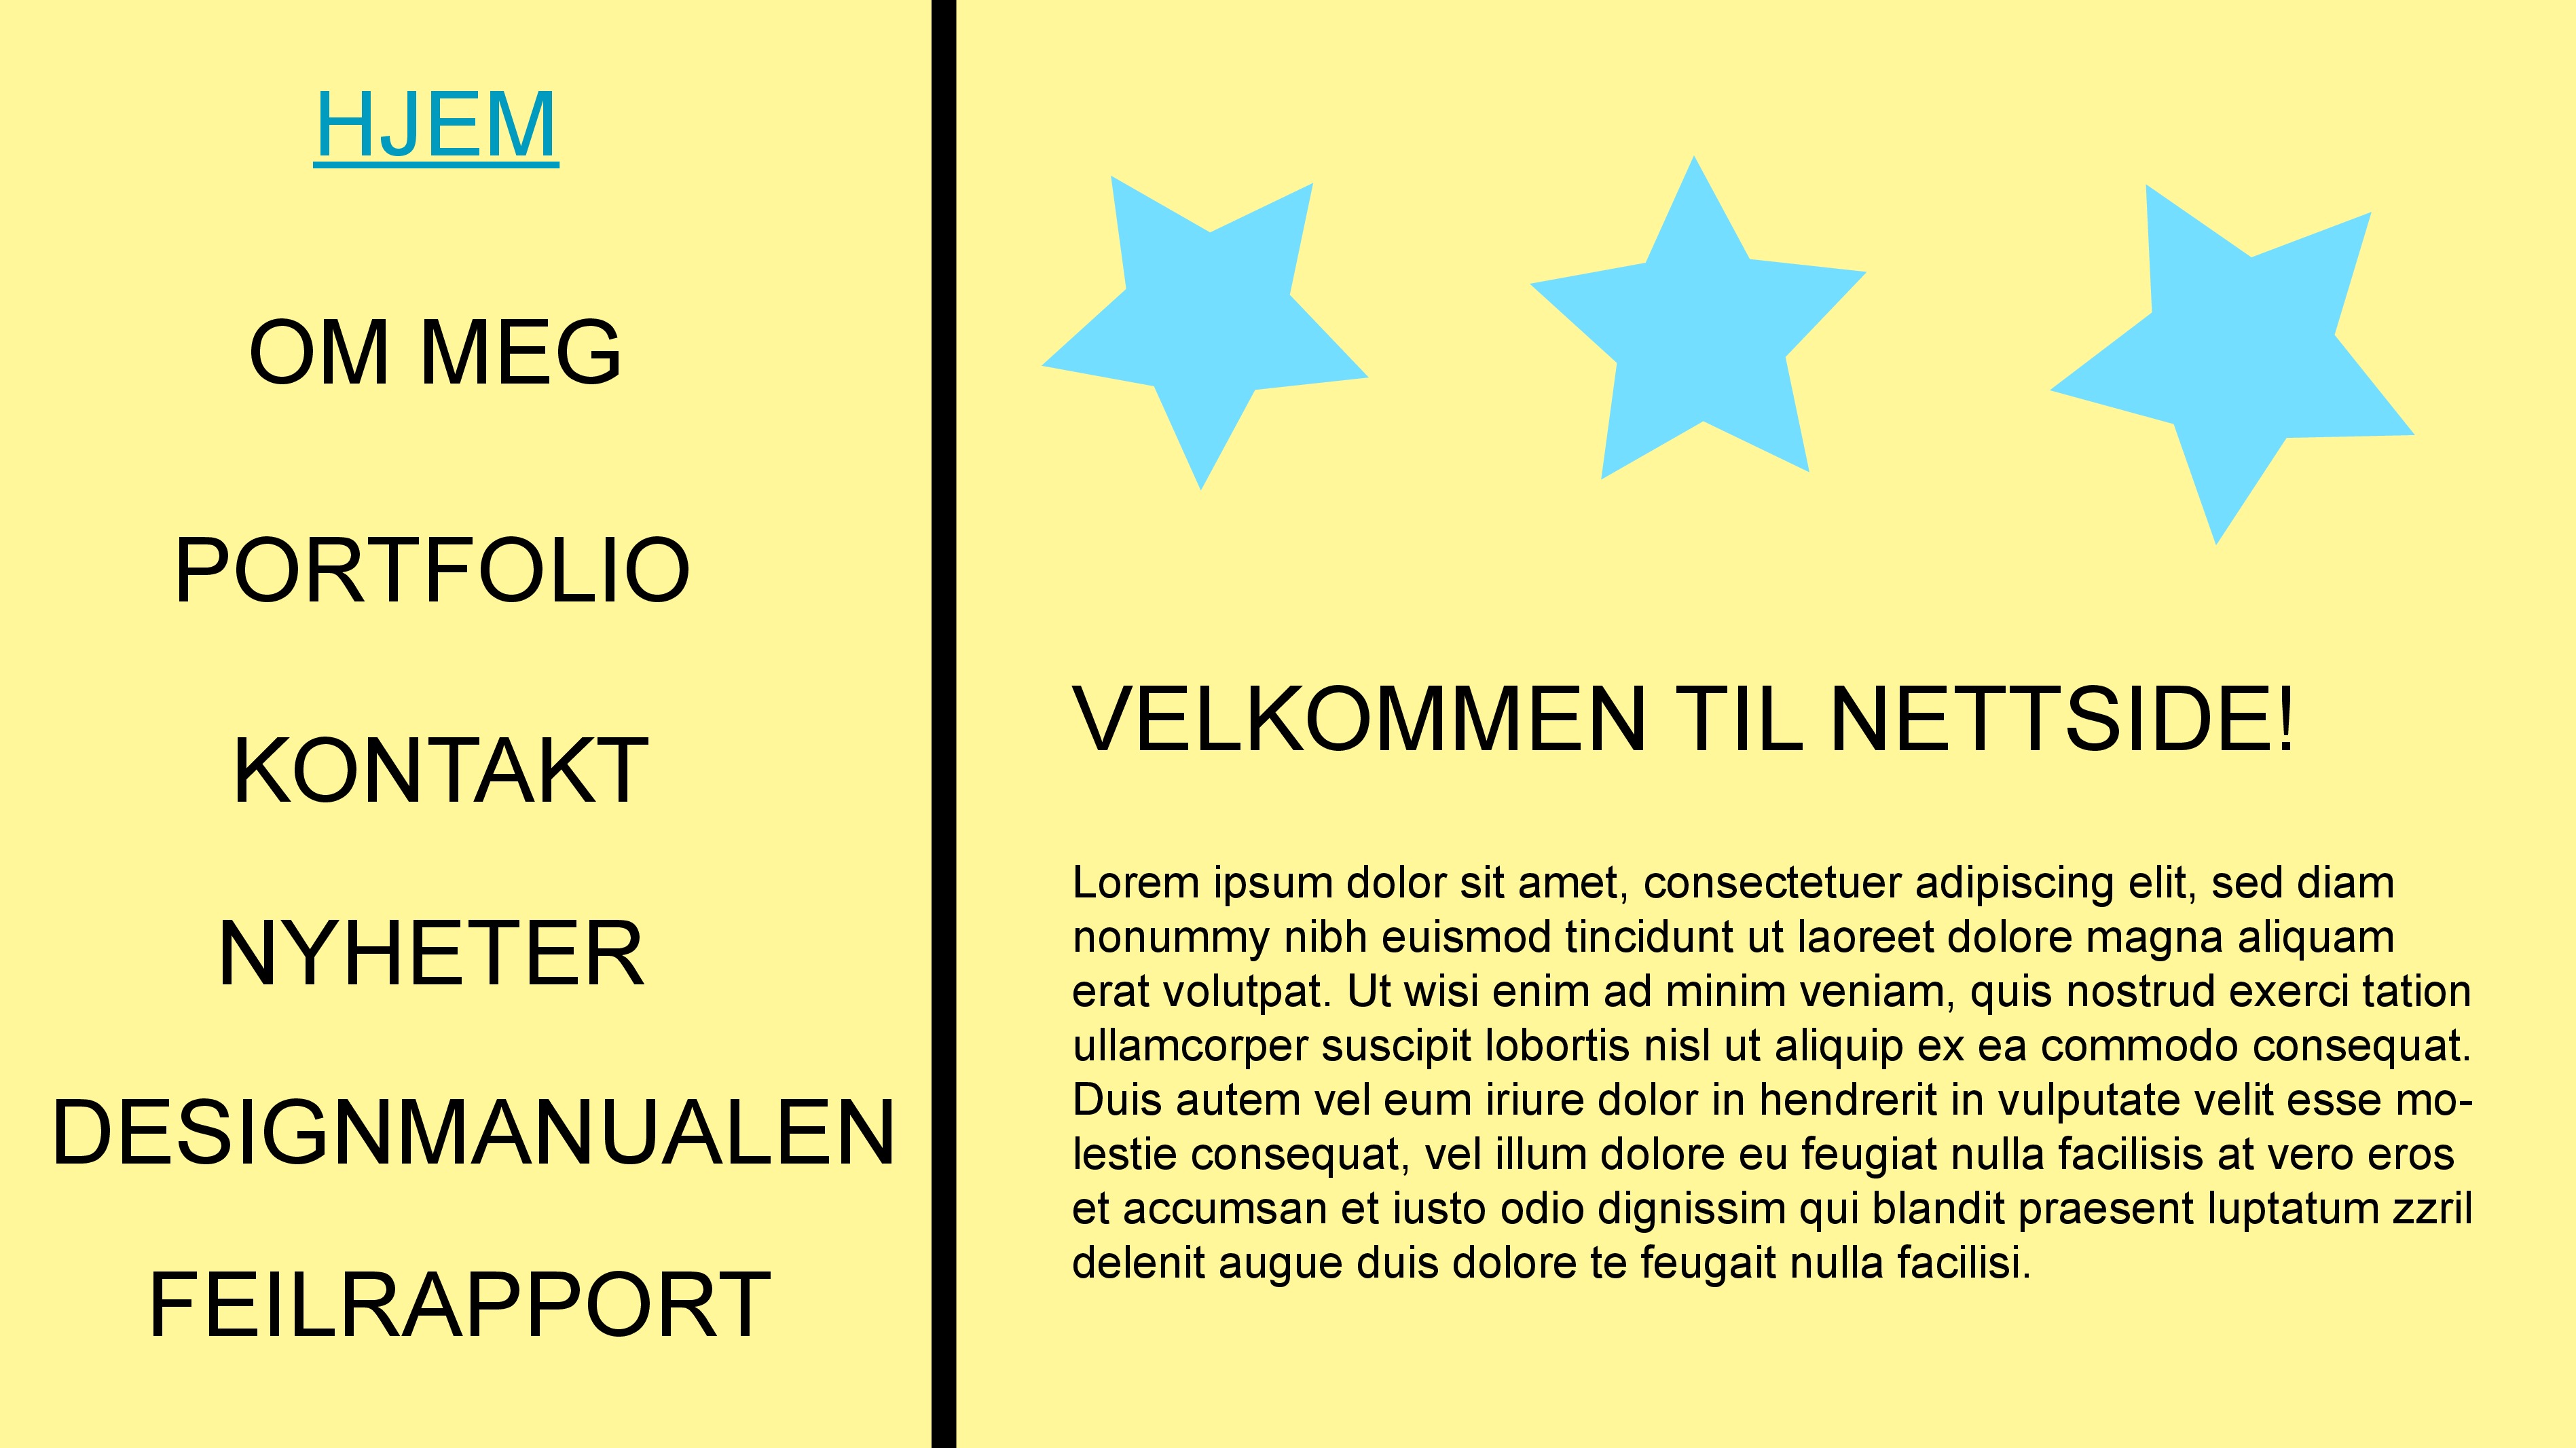 HJEM
OM MEG
PORTFOLIO
KONTAKT
NYHETER
DESIGNMANUALEN
FEILRAPPORT
VELKOMMEN TIL NETTSIDE!
Lorem ipsum dolor sit amet, consectetuer adipiscing elit, sed diam
nonummy nibh euismod tincidunt ut laoreet dolore magna aliquam
erat volutpat. Ut wisi enim ad minim veniam, quis nostrud exerci tation
ullamcorper suscipit lobortis nisl ut aliquip ex ea commodo consequat.
Duis autem vel eum iriure dolor in hendrerit in vulputate velit esse mo-
lestie consequat, vel illum dolore eu feugiat nulla facilisis at vero eros
et accumsan et iusto odio dignissim qui blandit praesent luptatum zzril
delenit augue duis dolore te feugait nulla facilisi.